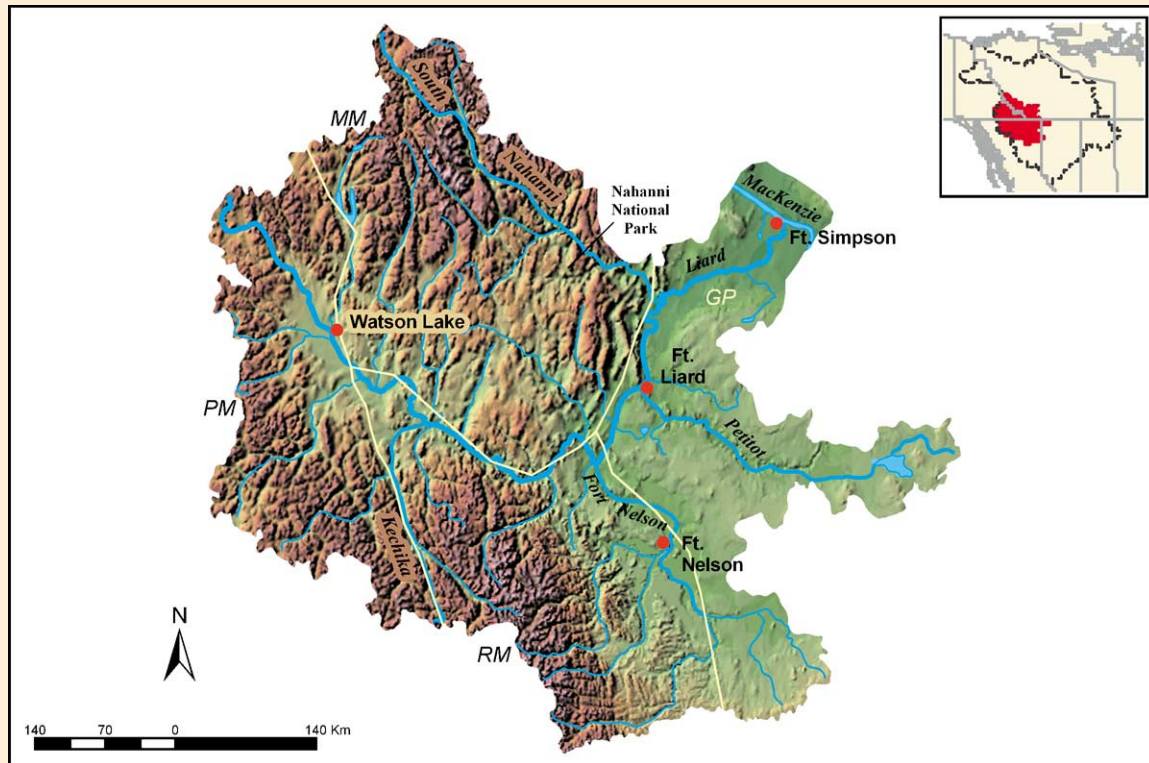 South
MM
Nahanni
Nahanni
National
Park
MacKenzie
Ft. Simpson
Liard
GP
Watson Lake
Ft.
Liard
PM
Petitot
Fort
Nelson
Kechika
Ft.
Nelson
N
RM
140 70 0 140 Km